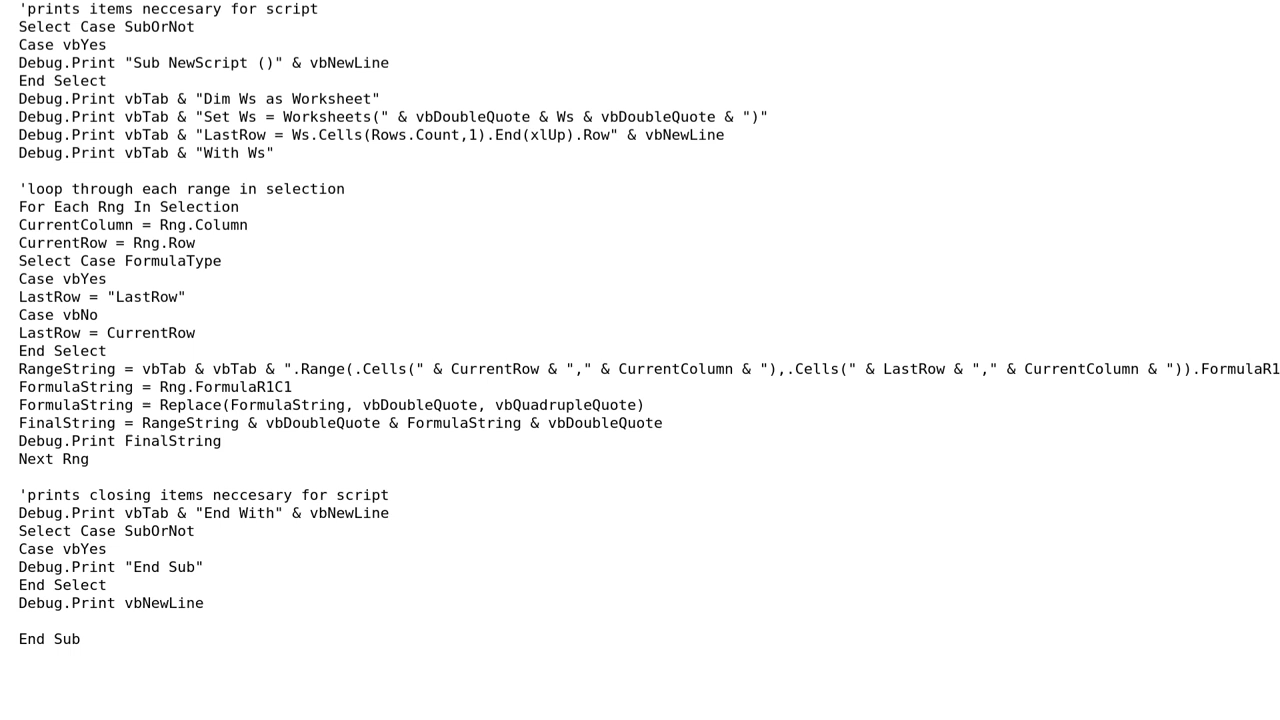 'prints items neccesary for script
Select Case SubOrNot
Case vbYes
Debug.Print "Sub NewScript ()" & vbNewLine
End Select
Debug.Print vbTab & "Dim Ws as Worksheet"
Debug.Print vbTab & "Set Ws = Worksheets(" & vbDoubleQuote & Ws & vbDoubleQuote & ")"
Debug.Print vbTab & "LastRow = Ws.Cells(Rows.Count,1).End(xlUp).Row" & vbNewLine
Debug.Print vbTab & "With Ws"
'loop through each range in selection
For Each Rng In Selection
CurrentColumn = Rng.Column
CurrentRow = Rng.Row
Select Case FormulaType
Case vbYes
LastRow = "LastRow"
Case vbNo
LastRow = CurrentRow
End Select
RangeString = vbTab & vbTab & ".Range(.Cells(" & CurrentRow & "," & CurrentColumn & "),.Cells(" & LastRow & "," & CurrentColumn & ")).FormulaR1
FormulaString = Rng.FormulaR1C1
FormulaString = Replace(FormulaString, vbDoubleQuote, vbQuadrupleQuote)
FinalString = RangeString & vbDoubleQuote & FormulaString & vbDoubleQuote
Debug.Print FinalString
Next Rng
'prints closing items neccesary for script
Debug.Print vbTab & "End With" & vbNewLine
Select Case SubOrNot
Case vbYes
Debug.Print "End Sub"
End Select
Debug.Print vbNewLine
End Sub